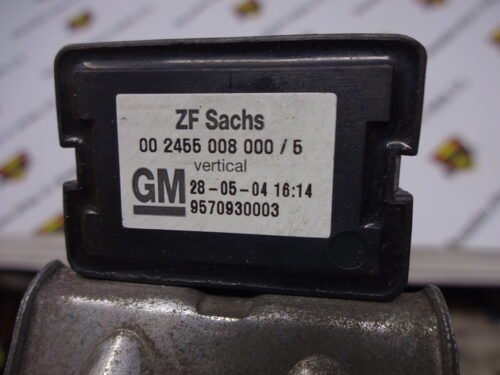 ZF Sachs
00 2455 008 000 / 5
vertical
GM 28-05-04 16:14
9570930003